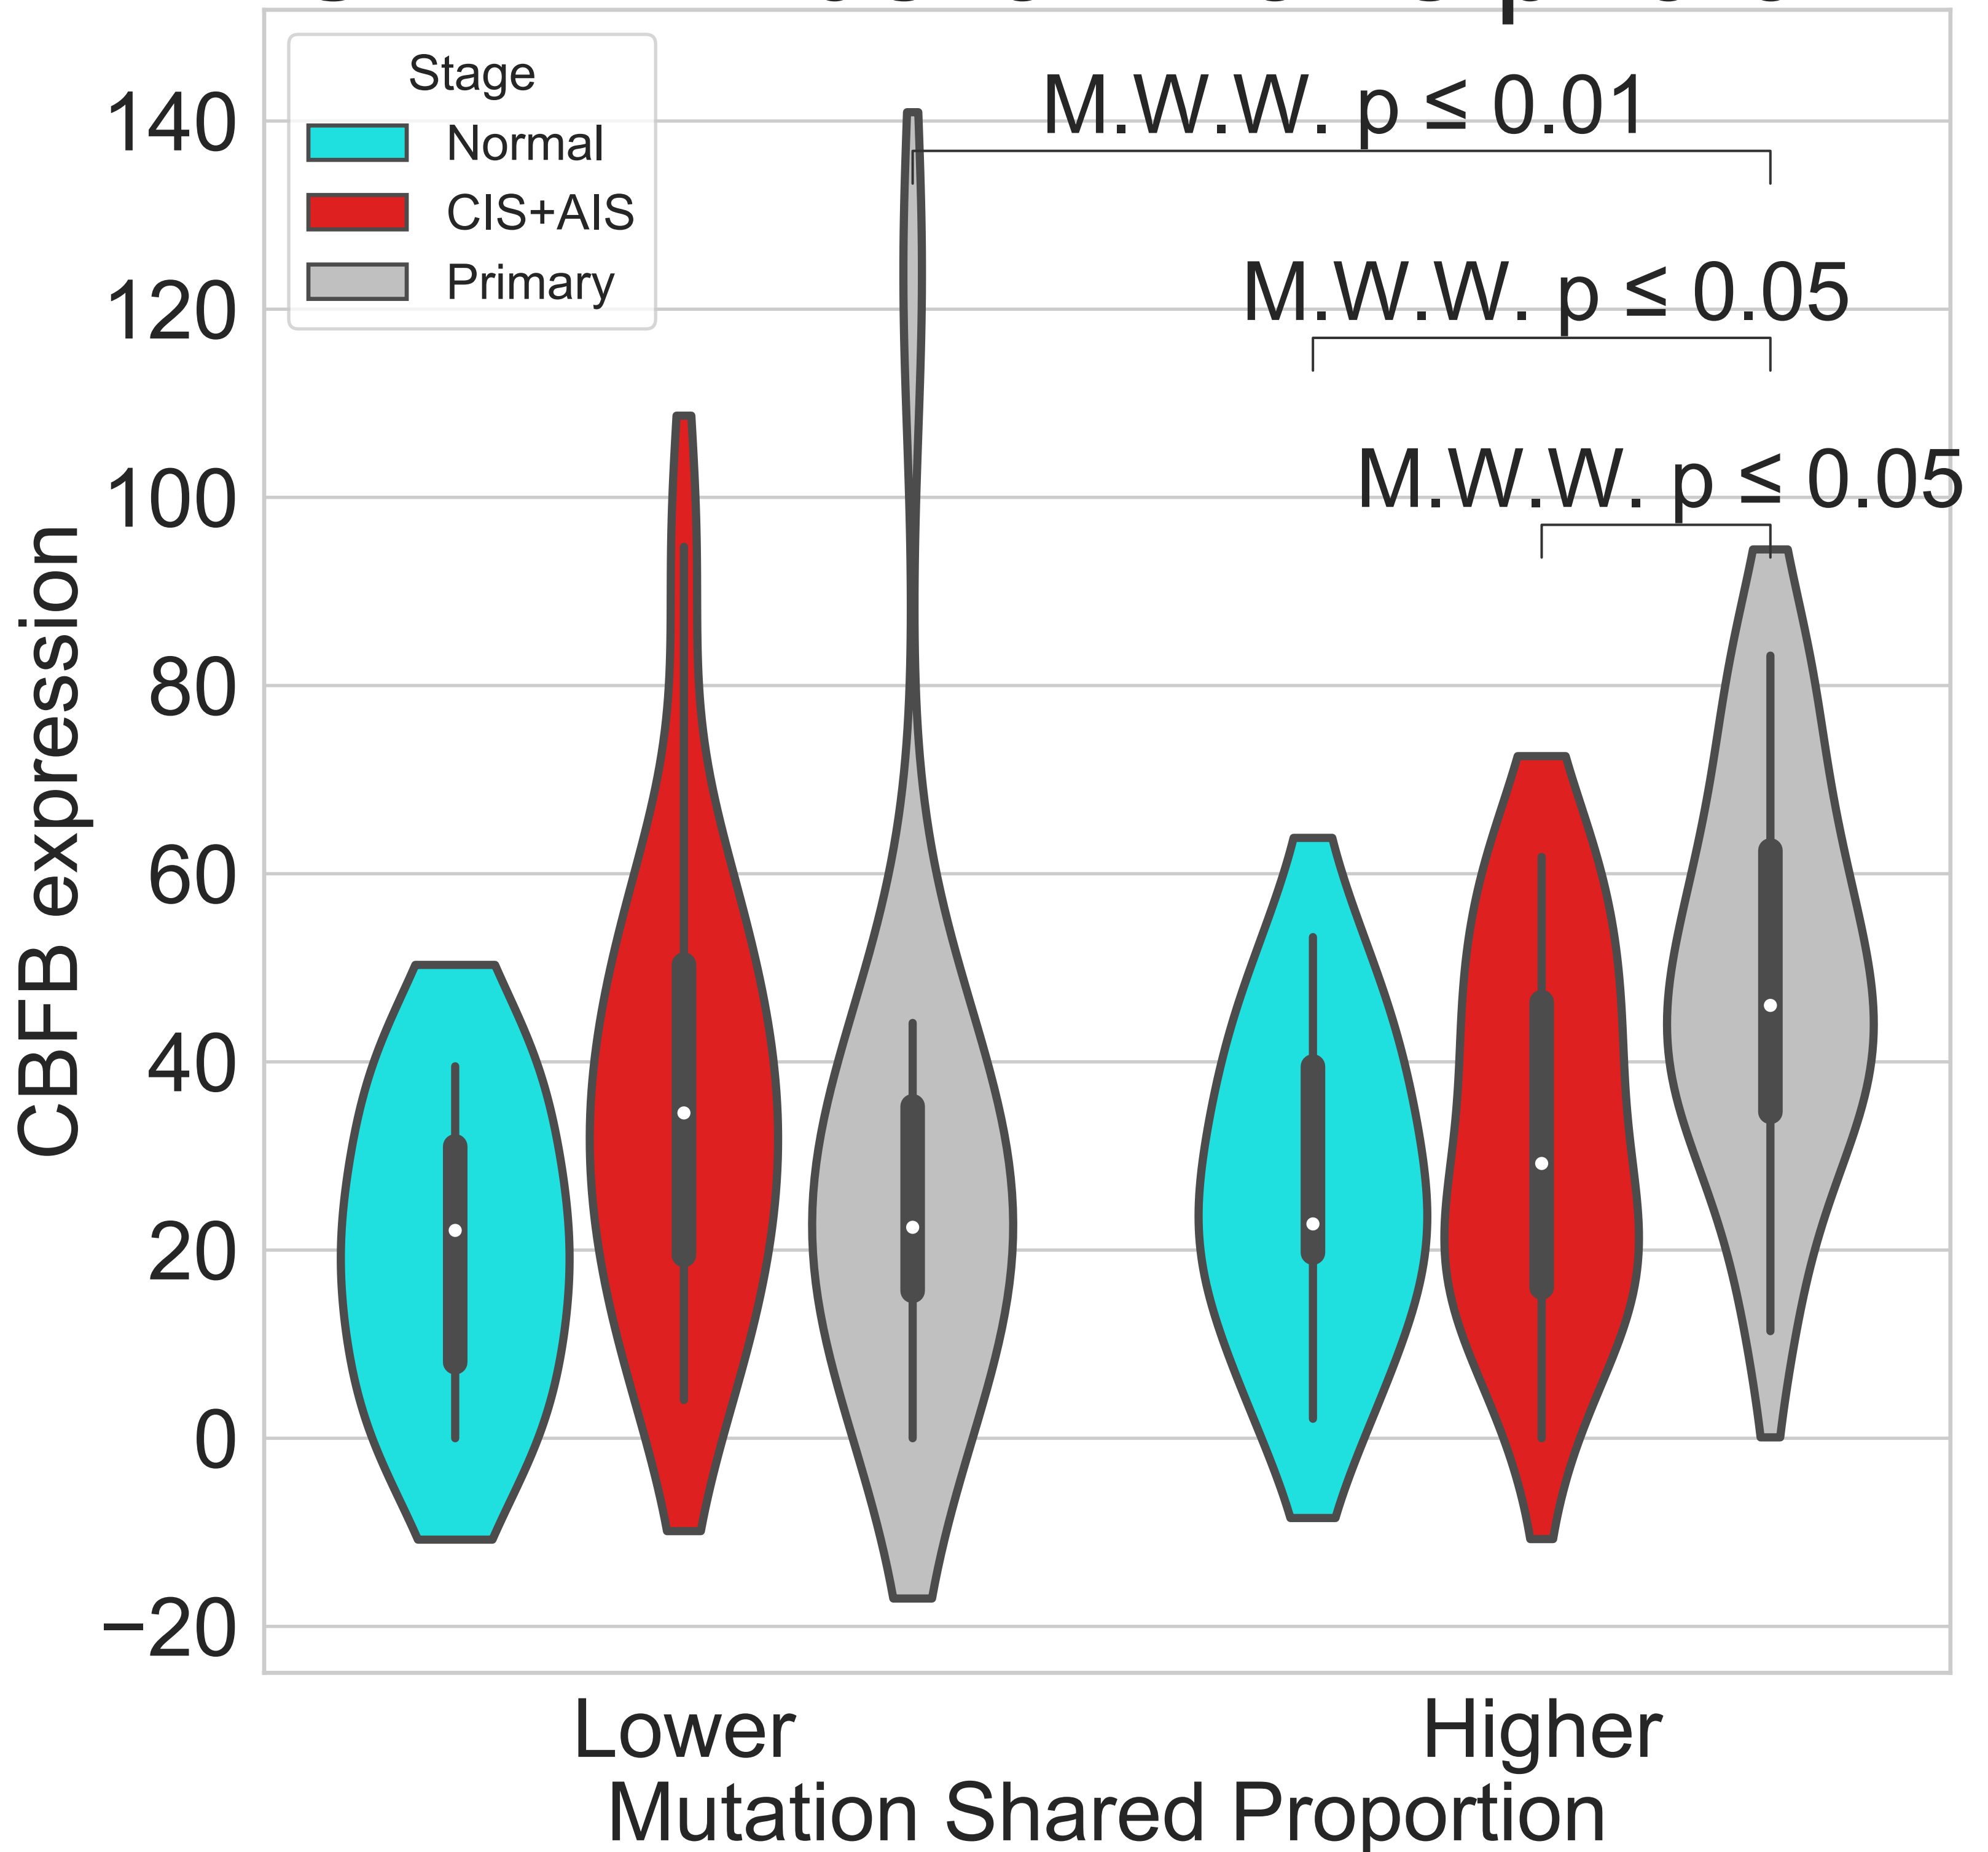 Stage
Normal
CIS+AIS
Primary
M.W.W. p ≤ 0.01
M.W.W. p ≤ 0.05
M.W.W. p ≤ 0.05
140
120
100
80
60
40
20
0
−20
CBFB expression
Lower
Higher
Mutation Shared Proportion